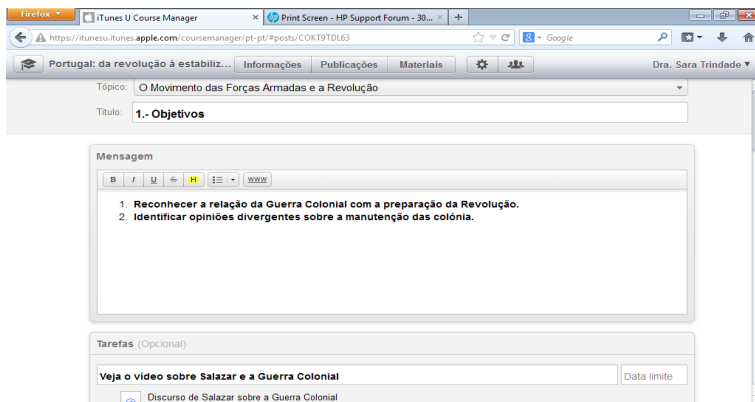 Firefox
iTunes U Course Manager × Print Screen - HP Support Forum - 30... × +
https://itunesu.itunes.apple.com/coursemanager/pt-pt/#posts/COKT9TDL63 Google
Portugal: da revolução à estabiliz... Informações Publicações Materiais Dra. Sara Trindade
Tópico: O Movimento das Forças Armadas e a Revolução
Título: 1.- Objetivos
Mensagem
B I U S H www
1. Reconhecer a relação da Guerra Colonial com a preparação da Revolução.
2. Identificar opiniões divergentes sobre a manutenção das colónia.
Tarefas (Opcional)
Veja o vídeo sobre Salazar e a Guerra Colonial Data limite
Discurso de Salazar sobre a Guerra Colonial